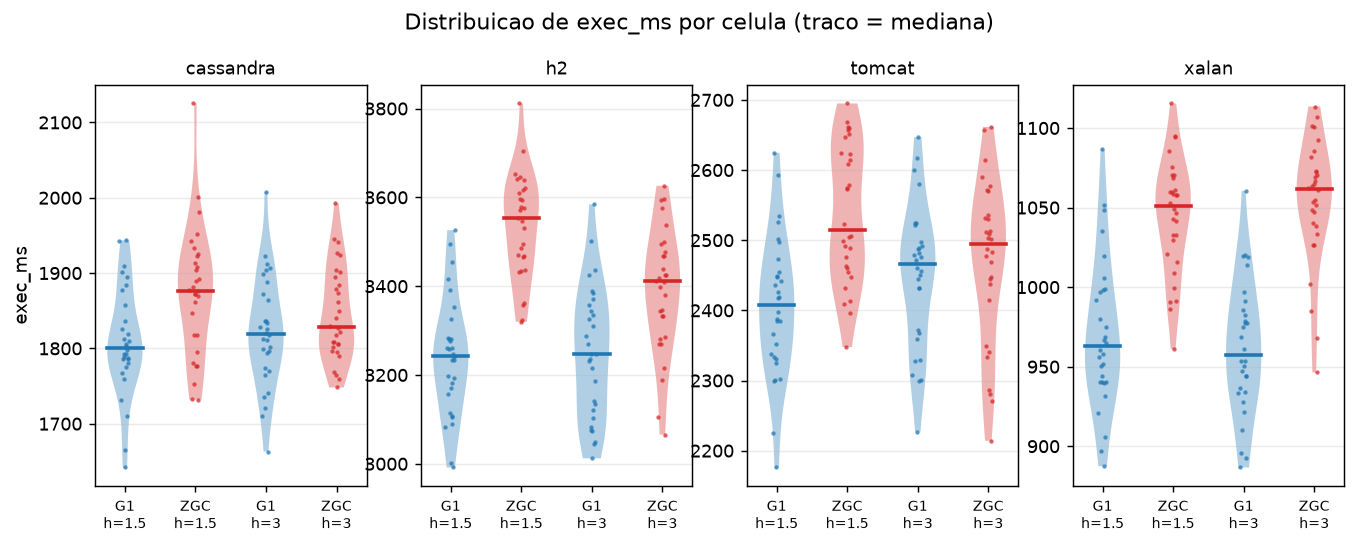 Distribuicao de exec_ms por celula (traco = mediana)
cassandra
h2
tomcat
xalan
exec_ms
2100
2000
1900
1800
1700
3800
3600
3400
3200
3000
2700
2600
2500
2400
2300
2200
1100
1050
1000
950
900
G1 ZGC G1 ZGC
h=1.5 h=1.5 h=3 h=3
G1 ZGC G1 ZGC
h=1.5 h=1.5 h=3 h=3
G1 ZGC G1 ZGC
h=1.5 h=1.5 h=3 h=3
G1 ZGC G1 ZGC
h=1.5 h=1.5 h=3 h=3